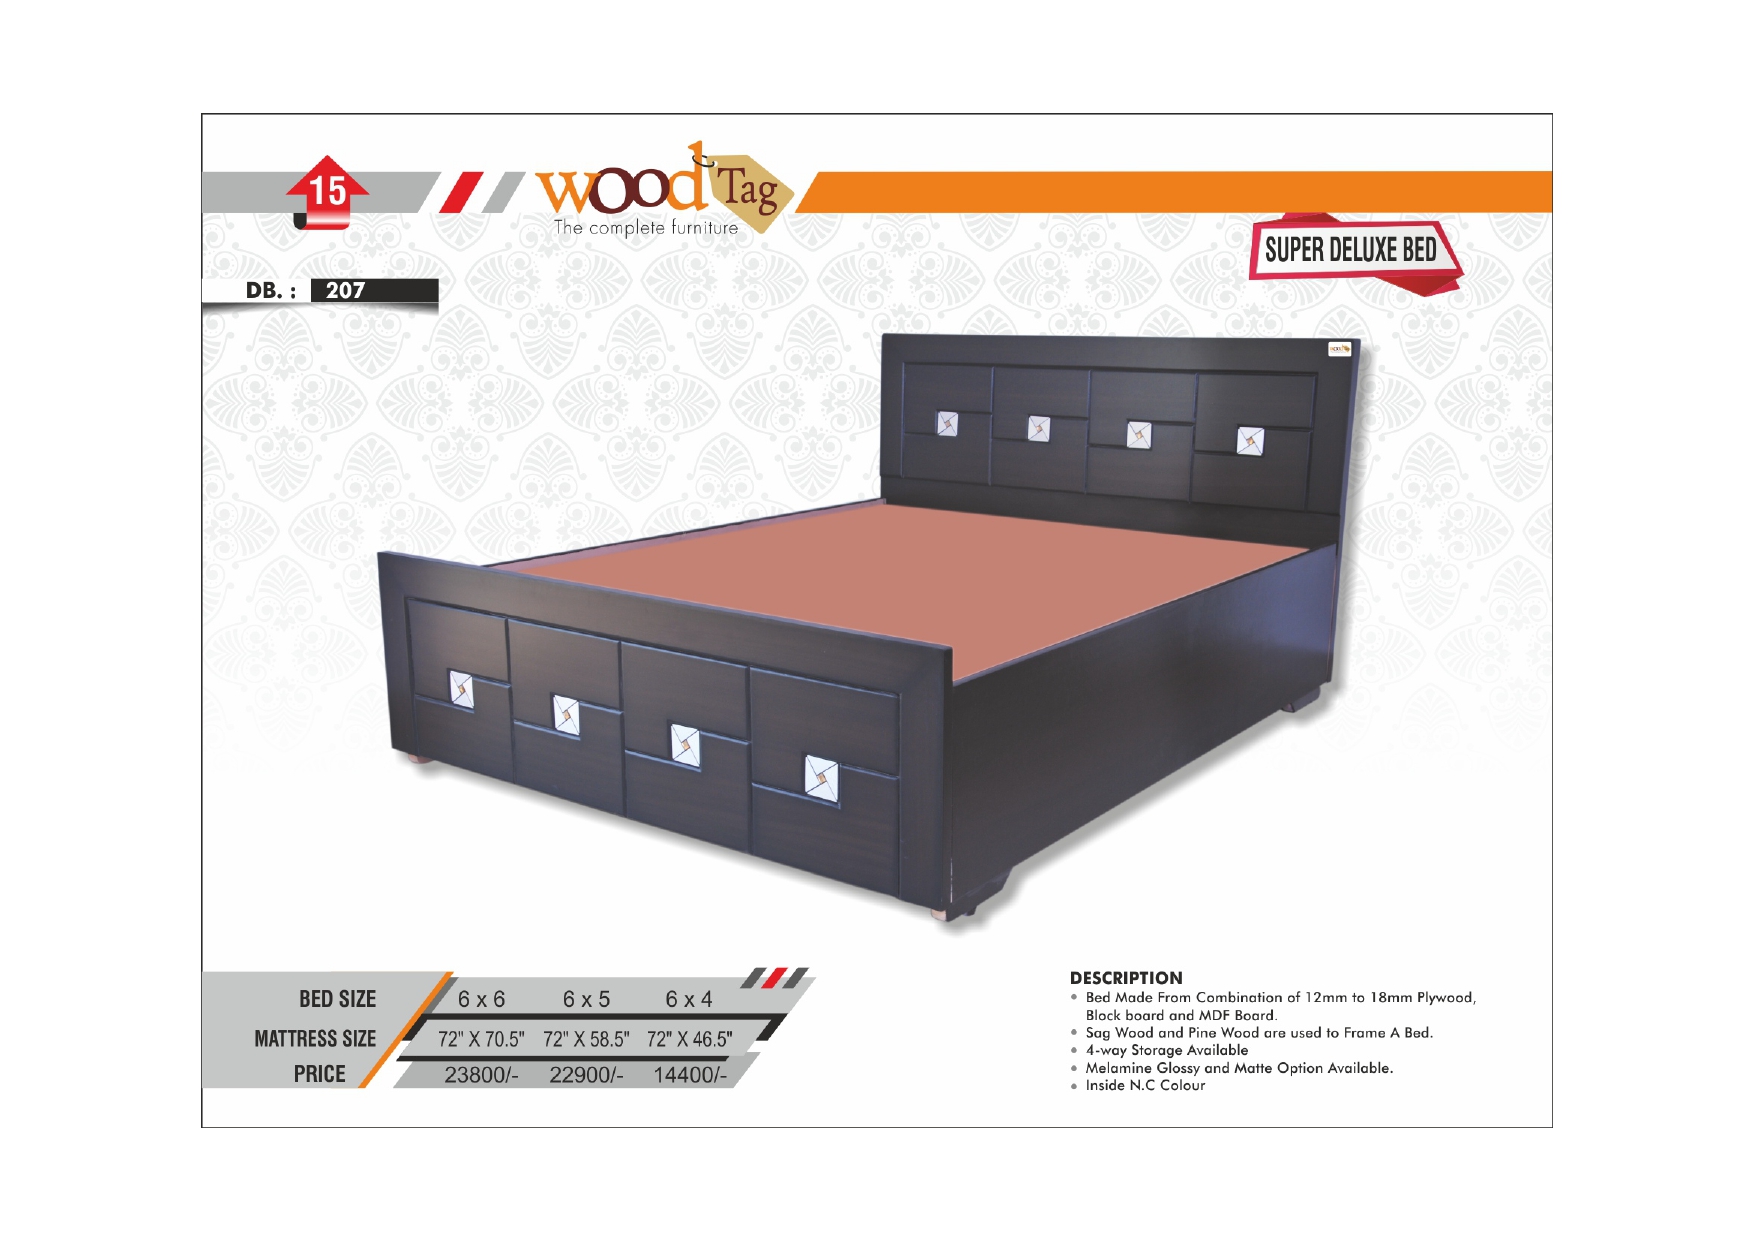 15
wood Tag
The complete furniture
SUPER DELUXE BED
DB. : 207
BED SIZE 6 x 6 6 x 5 6 x 4
MATTRESS SIZE 72" X 70.5" 72" X 58.5" 72" X 46.5"
PRICE 23800/- 22900/- 14400/-
DESCRIPTION
• Bed Made From Combination of 12mm to 18mm Plywood,
Block board and MDF Board.
• Sag Wood and Pine Wood are used to Frame A Bed.
• 4-way Storage Available
• Melamine Glossy and Matte Option Available.
• Inside N.C Colour